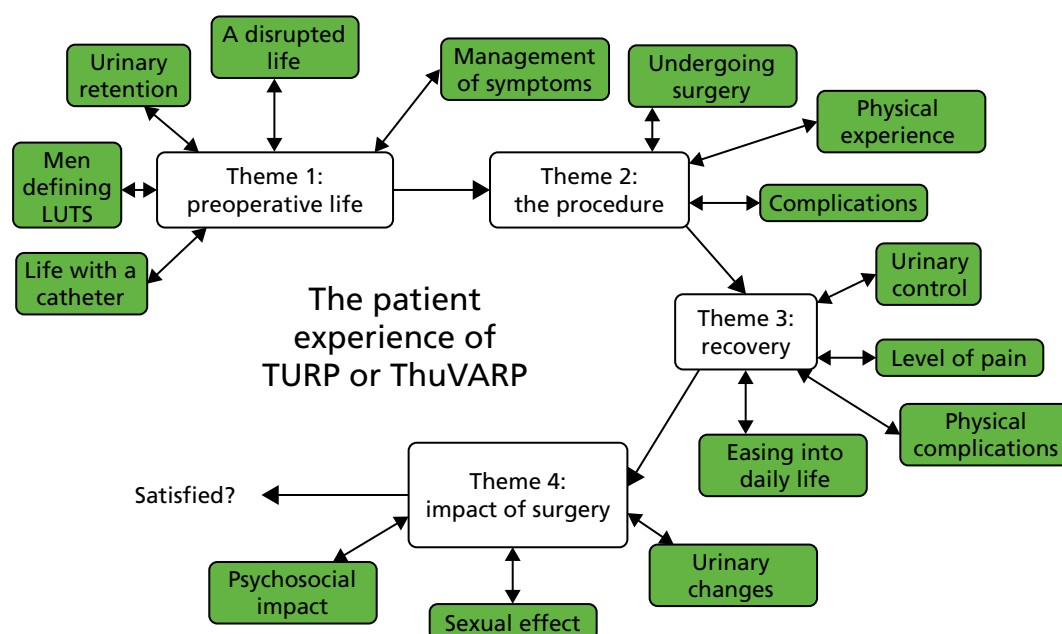 A disrupted
life
Urinary
retention
Management
of symptoms
Undergoing
surgery
Physical
experience
Men
defining
LUTS
Theme 1:
preoperative life
Theme 2:
the procedure
Complications
Life with a
catheter
Urinary
control
The patient
experience of
TURP or ThuVARP
Theme 3:
recovery
Level of pain
Physical
complications
Easing into
daily life
Theme 4:
impact of surgery
Satisfied?
Psychosocial
impact
Sexual effect
Urinary
changes